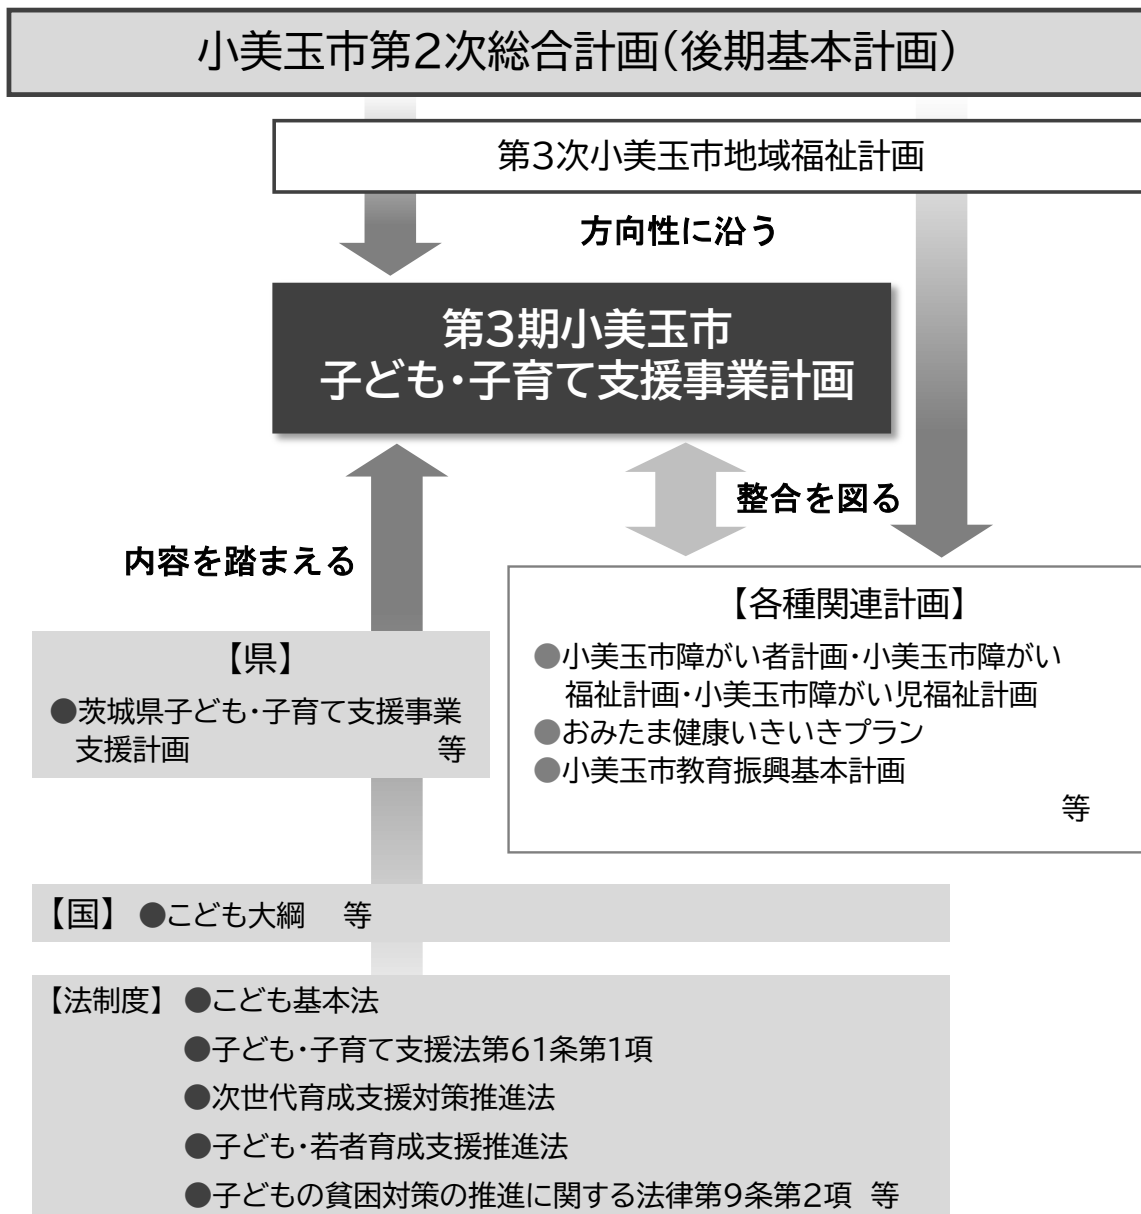 小美玉市第2次総合計画(後期基本計画)
第3次小美玉市地域福祉計画
方向性に沿う
第3期小美玉市
子ども・子育て支援事業計画
整合を図る
内容を踏まえる
【各種関連計画】
●小美玉市障がい者計画・小美玉市障がい
福祉計画・小美玉市障がい児福祉計画
●おみたま健康いきいきプラン
●小美玉市教育振興基本計画
等
【県】
●茨城県子ども・子育て支援事業
支援計画 等
【国】 ●こども大綱 等
【法制度】 ●こども基本法
●子ども・子育て支援法第61条第1項
●次世代育成支援対策推進法
●子ども・若者育成支援推進法
●子どもの貧困対策の推進に関する法律第9条第2項 等